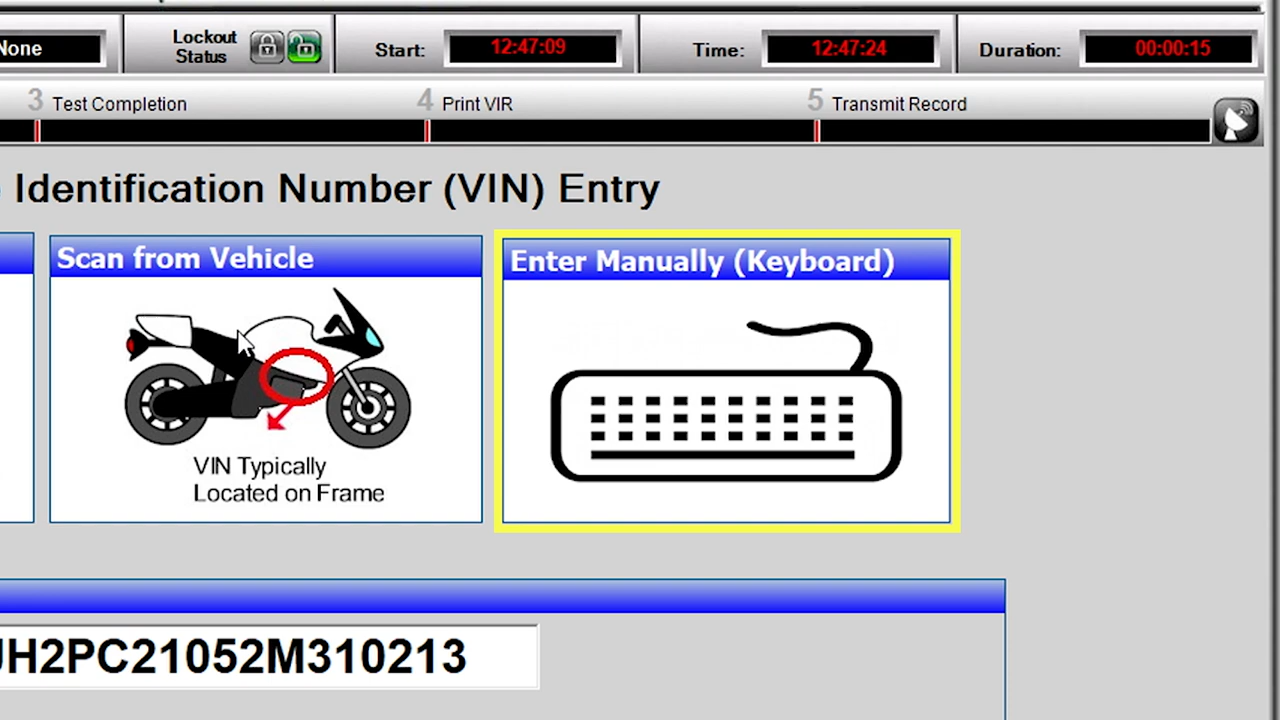 None
Lockout
Status
Start:
12:47:09
Time:
12:47:24
Duration:
00:00:15
3 Test Completion
4 Print VIR
5 Transmit Record
Identification Number (VIN) Entry
Scan from Vehicle
Enter Manually (Keyboard)
VIN Typically
Located on Frame
JH2PC21052M310213